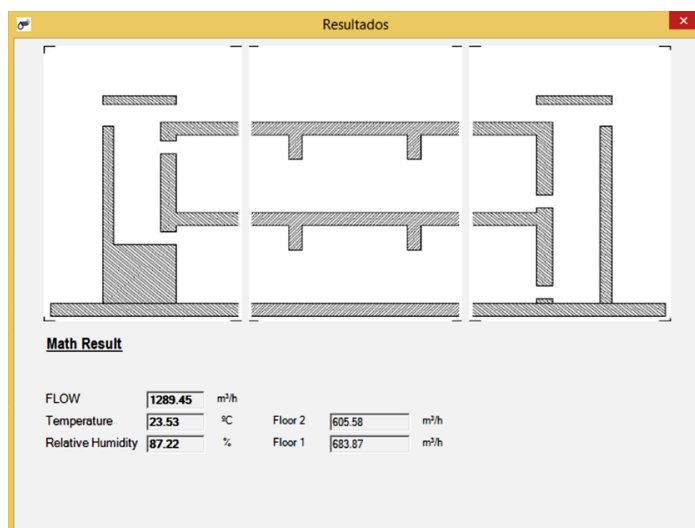 Resultados
Math Result
FLOW 1289.45 m³/h
Temperature 23.53 ºC Floor 2 605.58 m³/h
Relative Humidity 87.22 % Floor 1 683.87 m³/h